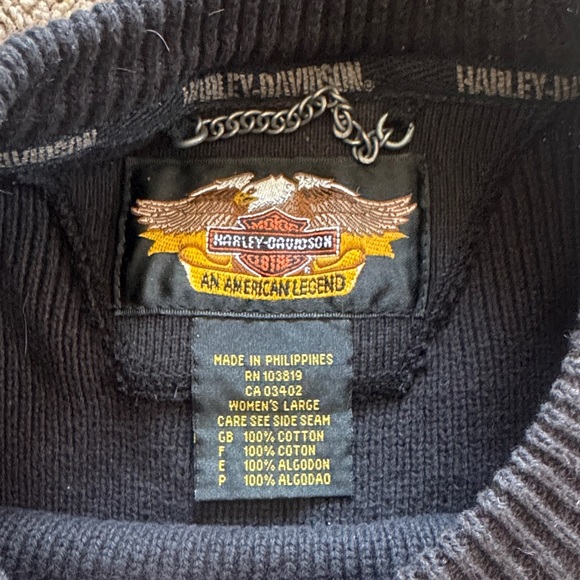 HARLEY-DAVIDSON
HARLEY-D
DAVIDSON
MOTOR
HARLEY-DAVIDSON
CLOTHES
AN AMERICAN LEGEND
MADE IN PHILIPPINES
RN 103819
CA 03402
WOMEN'S LARGE
CARE SEE SIDE SEAM
GB 100% COTTON
F 100% COTON
E 100% ALGODON
P 100% ALGODAO